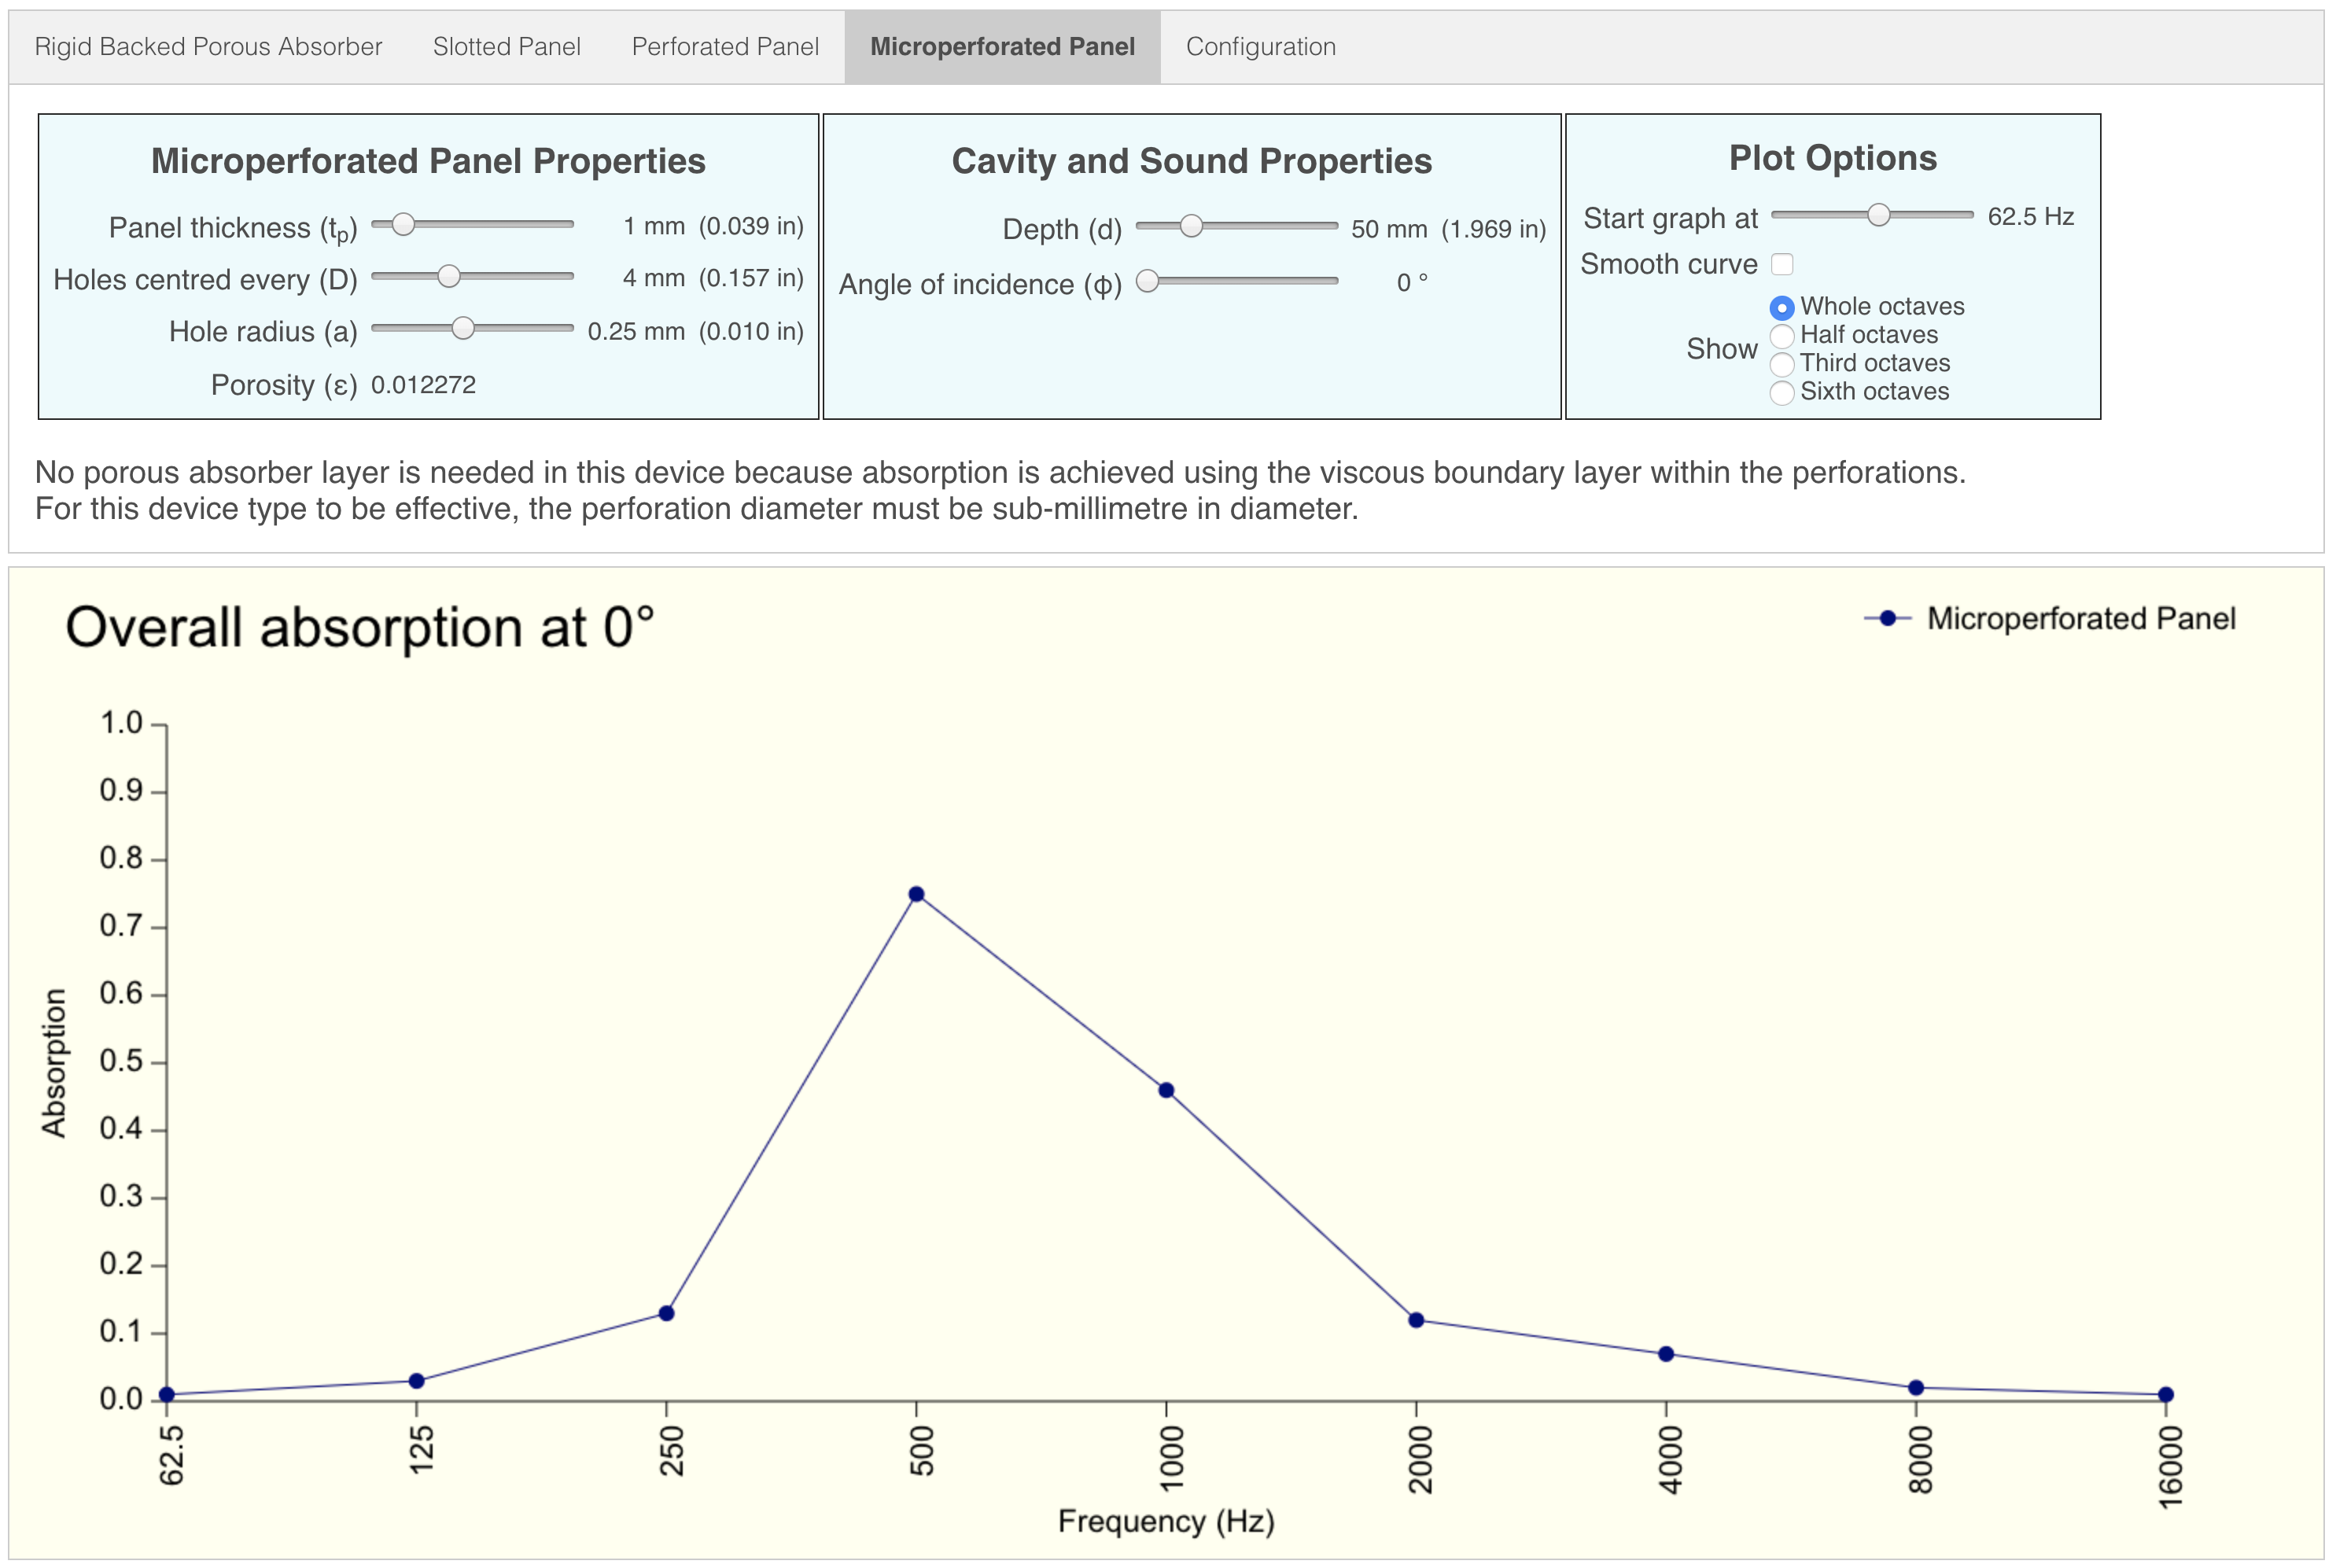 Rigid Backed Porous Absorber Slotted Panel Perforated Panel Microperforated Panel Configuration
Microperforated Panel Properties
Panel thickness (tp) 1 mm (0.039 in)
Holes centred every (D) 4 mm (0.157 in)
Hole radius (a) 0.25 mm (0.010 in)
Porosity (ε) 0.012272
Cavity and Sound Properties
Depth (d) 50 mm (1.969 in)
Angle of incidence (ϕ) 0 °
Plot Options
Start graph at 62.5 Hz
Smooth curve
Show
Whole octaves
Half octaves
Third octaves
Sixth octaves
No porous absorber layer is needed in this device because absorption is achieved using the viscous boundary layer within the perforations.
For this device type to be effective, the perforation diameter must be sub-millimetre in diameter.
Overall absorption at 0°
Microperforated Panel
1.0
0.9
0.8
0.7
0.6
0.5
0.4
0.3
0.2
0.1
0.0
Absorption
62.5 125 250 500 1000 2000 4000 8000 16000
Frequency (Hz)